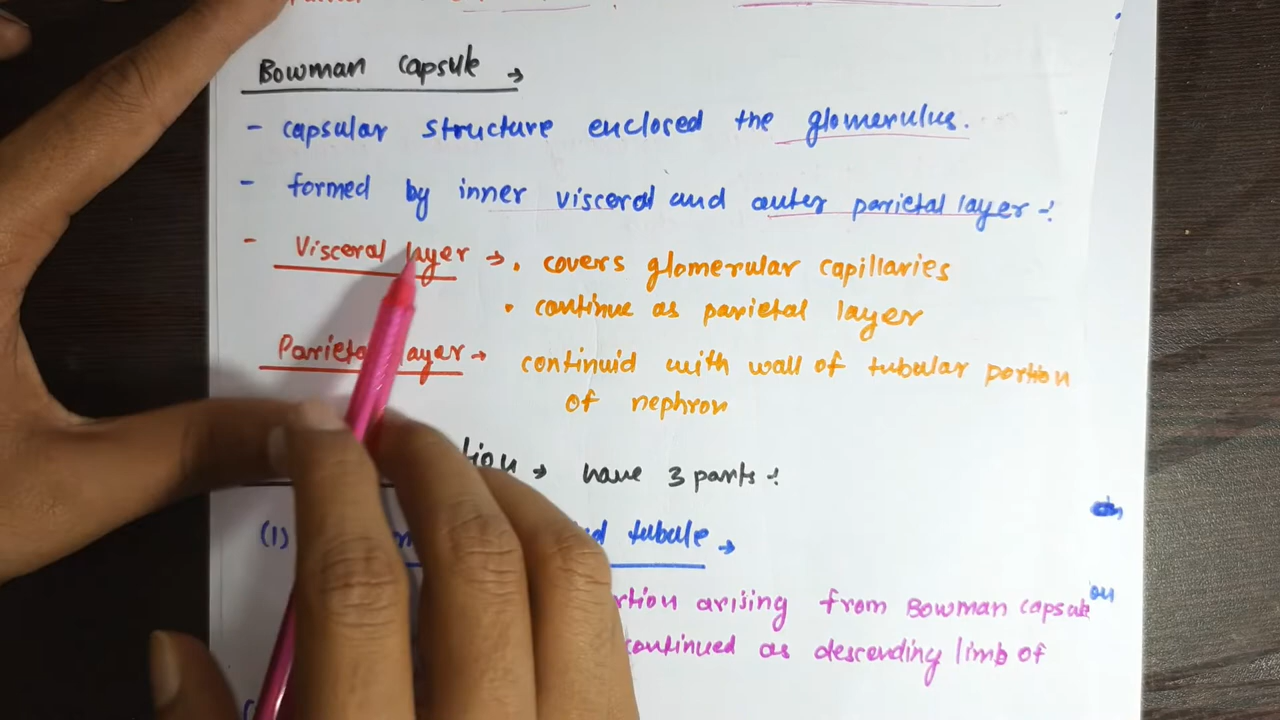 Bowman capsule →
- capsular structure enclosed the glomerulus.
- formed by inner visceral and outer parietal layer :
- Visceral layer → • covers glomerular capillaries
• continue as parietal layer
Parietal layer → continuid with wall of tubular portion
of nephron
→ have 3 parts :
(1) tubule →
arising from Bowman capsule
continued as descending limb of